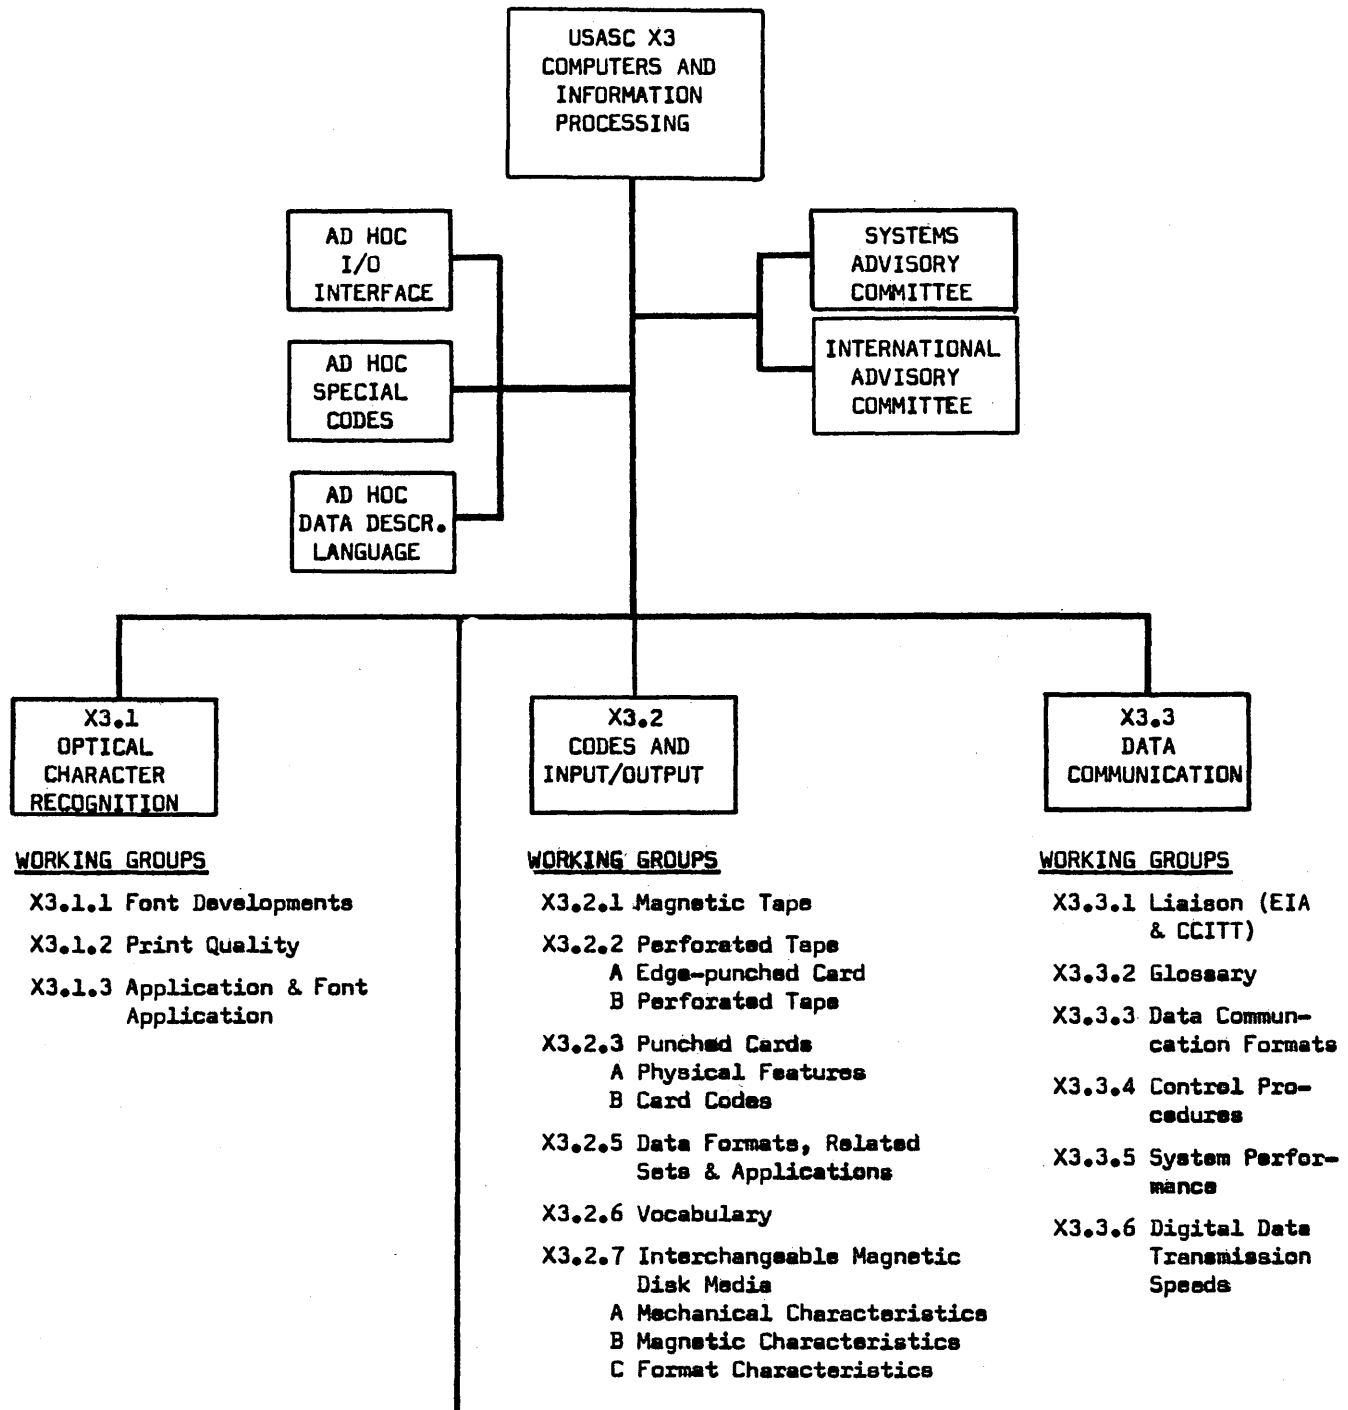 USASC X3
COMPUTERS AND
INFORMATION
PROCESSING
AD HOC
I/O
INTERFACE
SYSTEMS
ADVISORY
COMMITTEE
AD HOC
SPECIAL
CODES
INTERNATIONAL
ADVISORY
COMMITTEE
AD HOC
DATA DESCR.
LANGUAGE
X3.1
OPTICAL
CHARACTER
RECOGNITION
X3.2
CODES AND
INPUT/OUTPUT
X3.3
DATA
COMMUNICATION
WORKING GROUPS
X3.1.1 Font Developments
X3.1.2 Print Quality
X3.1.3 Application & Font
Application
WORKING GROUPS
X3.2.1 Magnetic Tape
X3.2.2 Perforated Tape
A Edge-punched Card
B Perforated Tape
X3.2.3 Punched Cards
A Physical Features
B Card Codes
X3.2.5 Data Formats, Related
Sets & Applications
X3.2.6 Vocabulary
X3.2.7 Interchangeable Magnetic
Disk Media
A Mechanical Characteristics
B Magnetic Characteristics
C Format Characteristics
WORKING GROUPS
X3.3.1 Liaison (EIA
& CCITT)
X3.3.2 Glossary
X3.3.3 Data Commun-
cation Formats
X3.3.4 Control Pro-
cedures
X3.3.5 System Perfor-
mance
X3.3.6 Digital Data
Transmission
Speeds